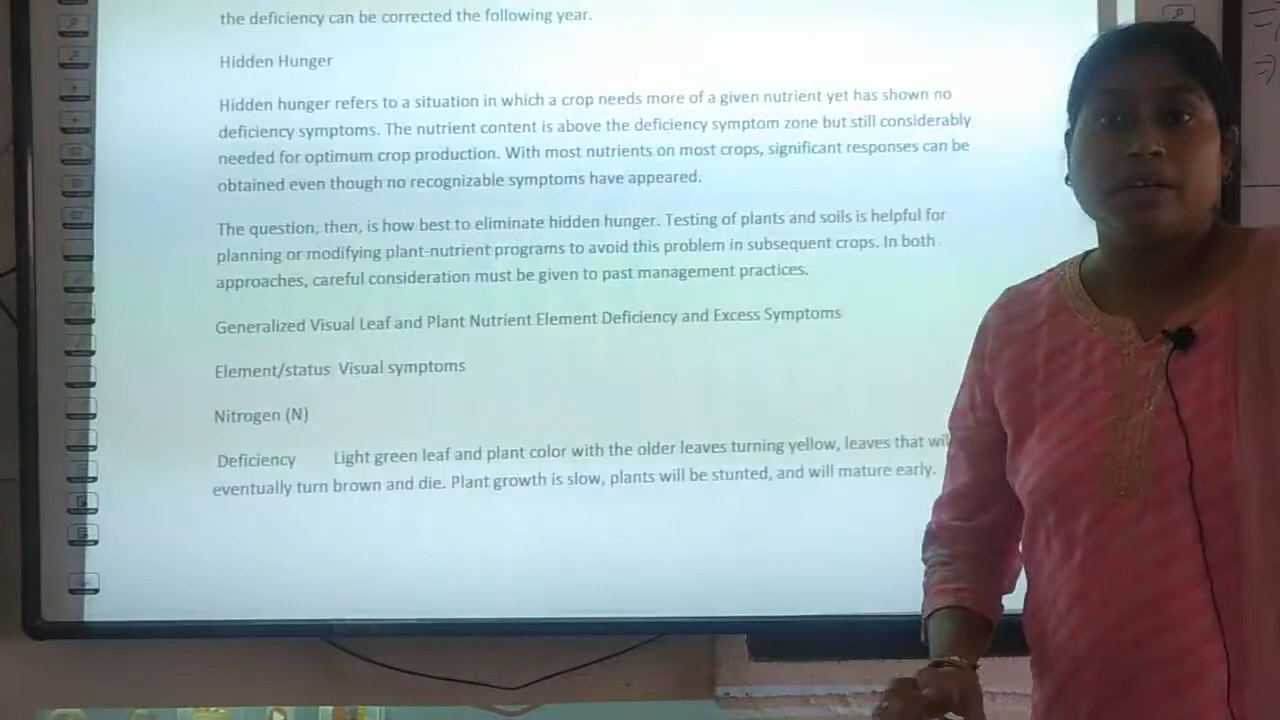 the deficiency can be corrected the following year.
Hidden Hunger
Hidden hunger refers to a situation in which a crop needs more of a given nutrient yet has shown no
deficiency symptoms. The nutrient content is above the deficiency symptom zone but still considerably
needed for optimum crop production. With most nutrients on most crops, significant responses can be
obtained even though no recognizable symptoms have appeared.
The question, then, is how best to eliminate hidden hunger. Testing of plants and soils is helpful for
planning or modifying plant-nutrient programs to avoid this problem in subsequent crops. In both
approaches, careful consideration must be given to past management practices.
Generalized Visual Leaf and Plant Nutrient Element Deficiency and Excess Symptoms
Element/status Visual symptoms
Nitrogen (N)
Deficiency Light green leaf and plant color with the older leaves turning yellow, leaves that wil
eventually turn brown and die. Plant growth is slow, plants will be stunted, and will mature early.